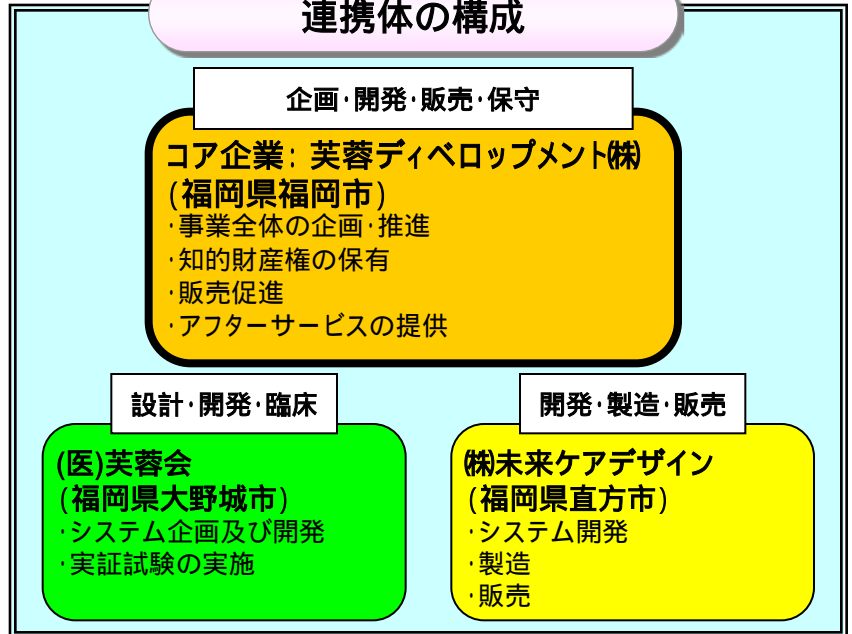 連携体の構成
企画･開発･販売･保守
コア企業: 芙蓉ディベロップメント㈱
(福岡県福岡市)
･事業全体の企画･推進
･知的財産権の保有
･販売促進
･アフターサービスの提供
設計･開発･臨床
(医)芙蓉会
(福岡県大野城市)
･システム企画及び開発
･実証試験の実施
開発･製造･販売
㈱未来ケアデザイン
(福岡県直方市)
･システム開発
･製造
･販売